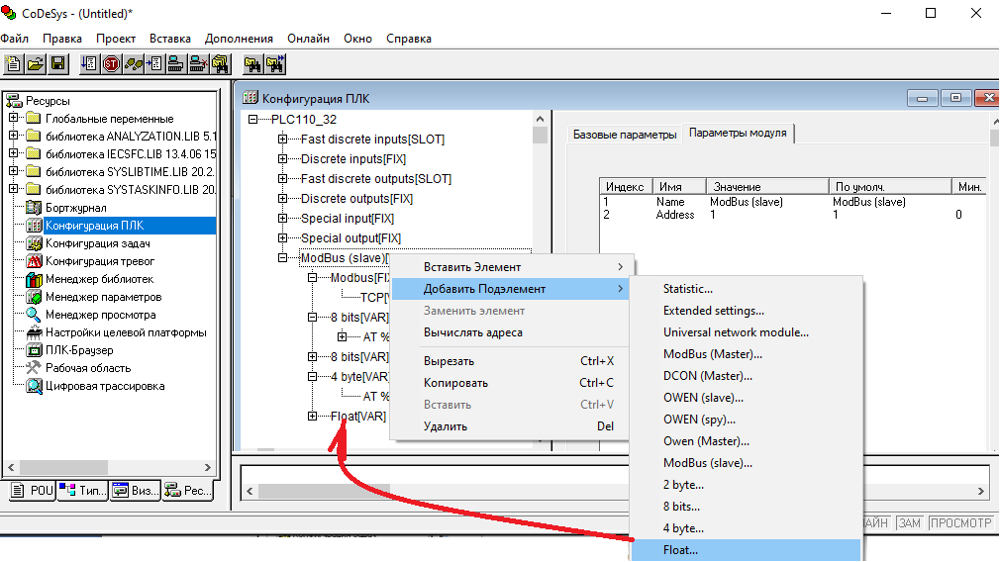 CoDeSys - (Untitled)*
Файл Правка Проект Вставка Дополнения Онлайн Окно Справка
Ресурсы
Глобальные переменные
библиотека ANALYZATION.LIB 5.1
библиотека IECSFC.LIB 13.4.06 15
библиотека SYSLIBTIME.LIB 20.2.
библиотека SYSTASKINFO.LIB 20.
Бортжурнал
Конфигурация ПЛК
Конфигурация задач
Конфигурация тревог
Менеджер библиотек
Менеджер параметров
Менеджер просмотра
Настройки целевой платформы
ПЛК-Браузер
Рабочая область
Цифровая трассировка
POU Тип... Виз... Рес...
Конфигурация ПЛК
PLC110_32
Fast discrete inputs[SLOT]
Discrete inputs[FIX]
Fast discrete outputs[SLOT]
Discrete outputs[FIX]
Special input[FIX]
Special output[FIX]
ModBus (slave)[
Modbus[FI
TCP[
8 bits[VAR]
AT %
8 bits[VAR]
4 byte[VAR]
AT %
Float[VAR]
Базовые параметры Параметры модуля
Индекс Имя Значение По умолч. Мин.
1 Name ModBus (slave) ModBus (slave)
2 Address 1 1 0
Вставить Элемент
Добавить Подэлемент
Заменить элемент
Вычислять адреса
Вырезать Ctrl+X
Копировать Ctrl+C
Вставить Ctrl+V
Удалить Del
Statistic...
Extended settings...
Universal network module...
ModBus (Master)...
DCON (Master)...
OWEN (slave)...
OWEN (spy)...
Owen (Master)...
ModBus (slave)...
2 byte...
8 bits...
4 byte...
Float...
ЛАЙН ЗАМ ПРОСМОТР